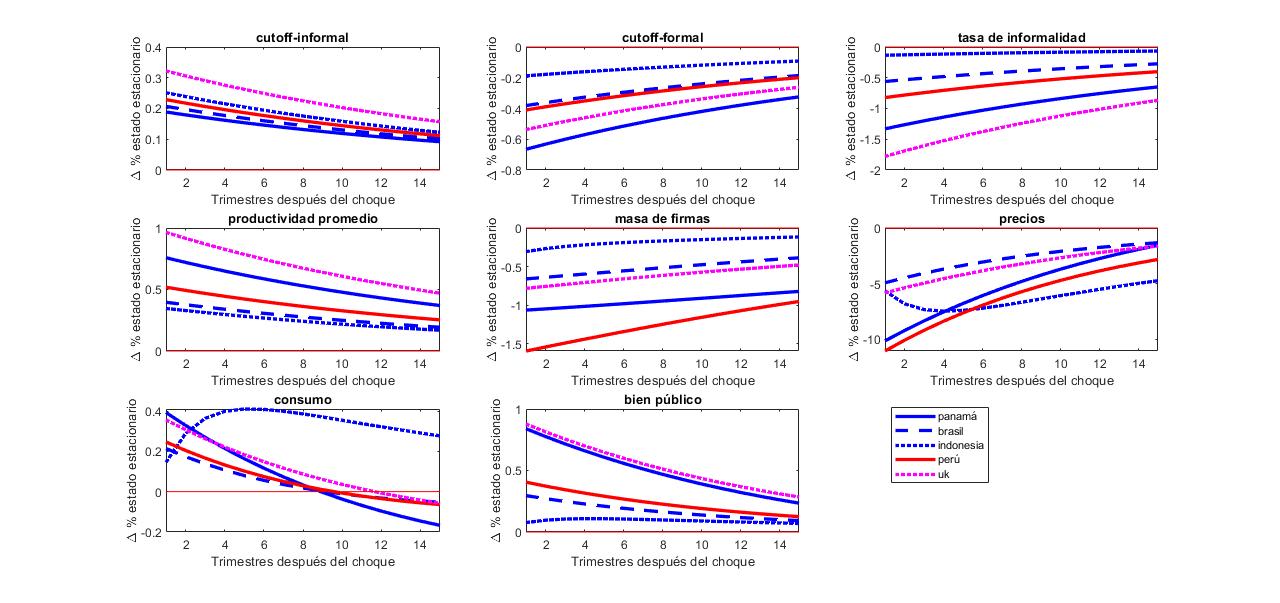 cutoff-informal
0.4
0.3
0.2
0.1
0
2 4 6 8 10 12 14
Δ % estado estacionario
Trimestres después del choque
cutoff-formal
0
-0.2
-0.4
-0.6
-0.8
2 4 6 8 10 12 14
Δ % estado estacionario
Trimestres después del choque
tasa de informalidad
0
-0.5
-1
-1.5
-2
2 4 6 8 10 12 14
Δ % estado estacionario
Trimestres después del choque
productividad promedio
1
0.5
0
2 4 6 8 10 12 14
Δ % estado estacionario
Trimestres después del choque
masa de firmas
0
-0.5
-1
-1.5
2 4 6 8 10 12 14
Δ % estado estacionario
Trimestres después del choque
precios
0
-5
-10
2 4 6 8 10 12 14
Δ % estado estacionario
Trimestres después del choque
consumo
0.4
0.2
0
-0.2
2 4 6 8 10 12 14
Δ % estado estacionario
Trimestres después del choque
bien público
1
0.5
0
2 4 6 8 10 12 14
Δ % estado estacionario
Trimestres después del choque
panamá
brasil
indonesia
perú
uk